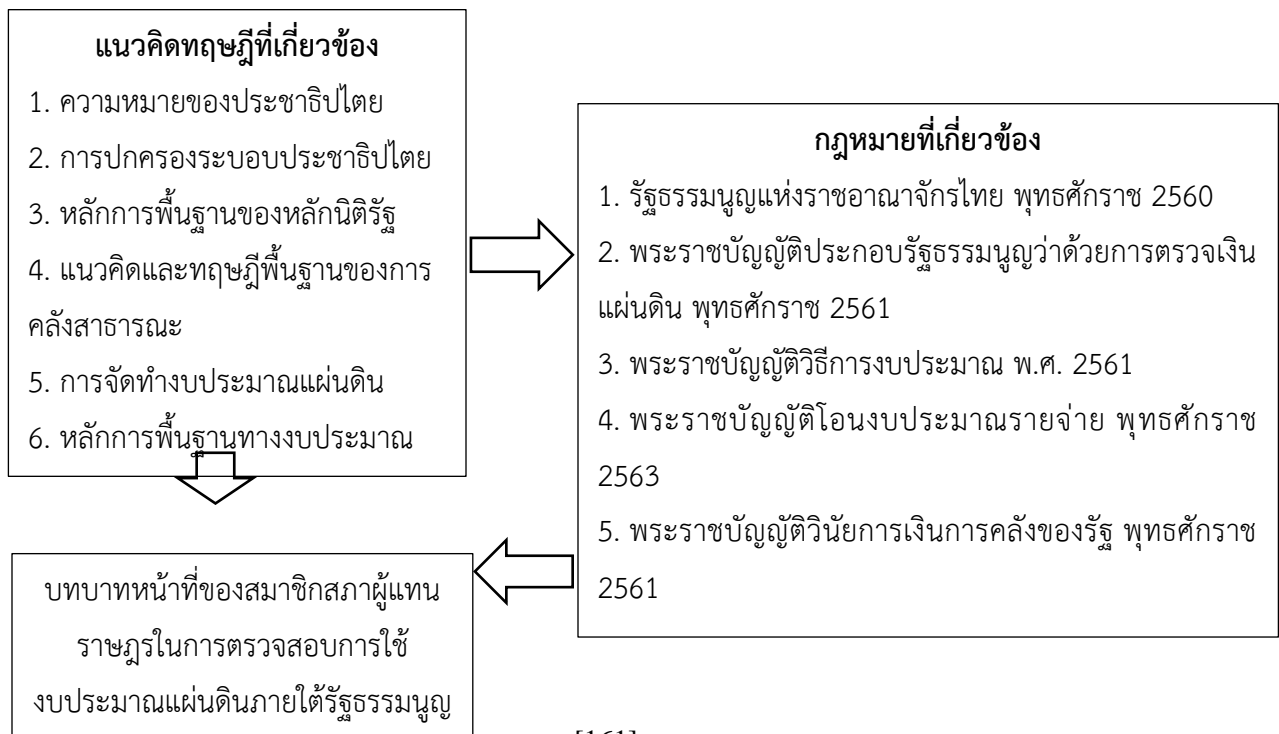 แนวคิดทฤษฎีที่เกี่ยวข้อง
1. ความหมายของประชาธิปไตย
2. การปกครองระบอบประชาธิปไตย
3. หลักการพื้นฐานของหลักนิติรัฐ
4. แนวคิดและทฤษฎีพื้นฐานของการ
คลังสาธารณะ
5. การจัดทำงบประมาณแผ่นดิน
6. หลักการพื้นฐานทางงบประมาณ
กฎหมายที่เกี่ยวข้อง
1. รัฐธรรมนูญแห่งราชอาณาจักรไทย พุทธศักราช 2560
2. พระราชบัญญัติประกอบรัฐธรรมนูญว่าด้วยการตรวจเงิน
แผ่นดิน พุทธศักราช 2561
3. พระราชบัญญัติวิธีการงบประมาณ พ.ศ. 2561
4. พระราชบัญญัติโอนงบประมาณรายจ่าย พุทธศักราช
2563
5. พระราชบัญญัติวินัยการเงินการคลังของรัฐ พุทธศักราช
2561
บทบาทหน้าที่ของสมาชิกสภาผู้แทน
ราษฎรในการตรวจสอบการใช้
งบประมาณแผ่นดินภายใต้รัฐธรรมนูญ